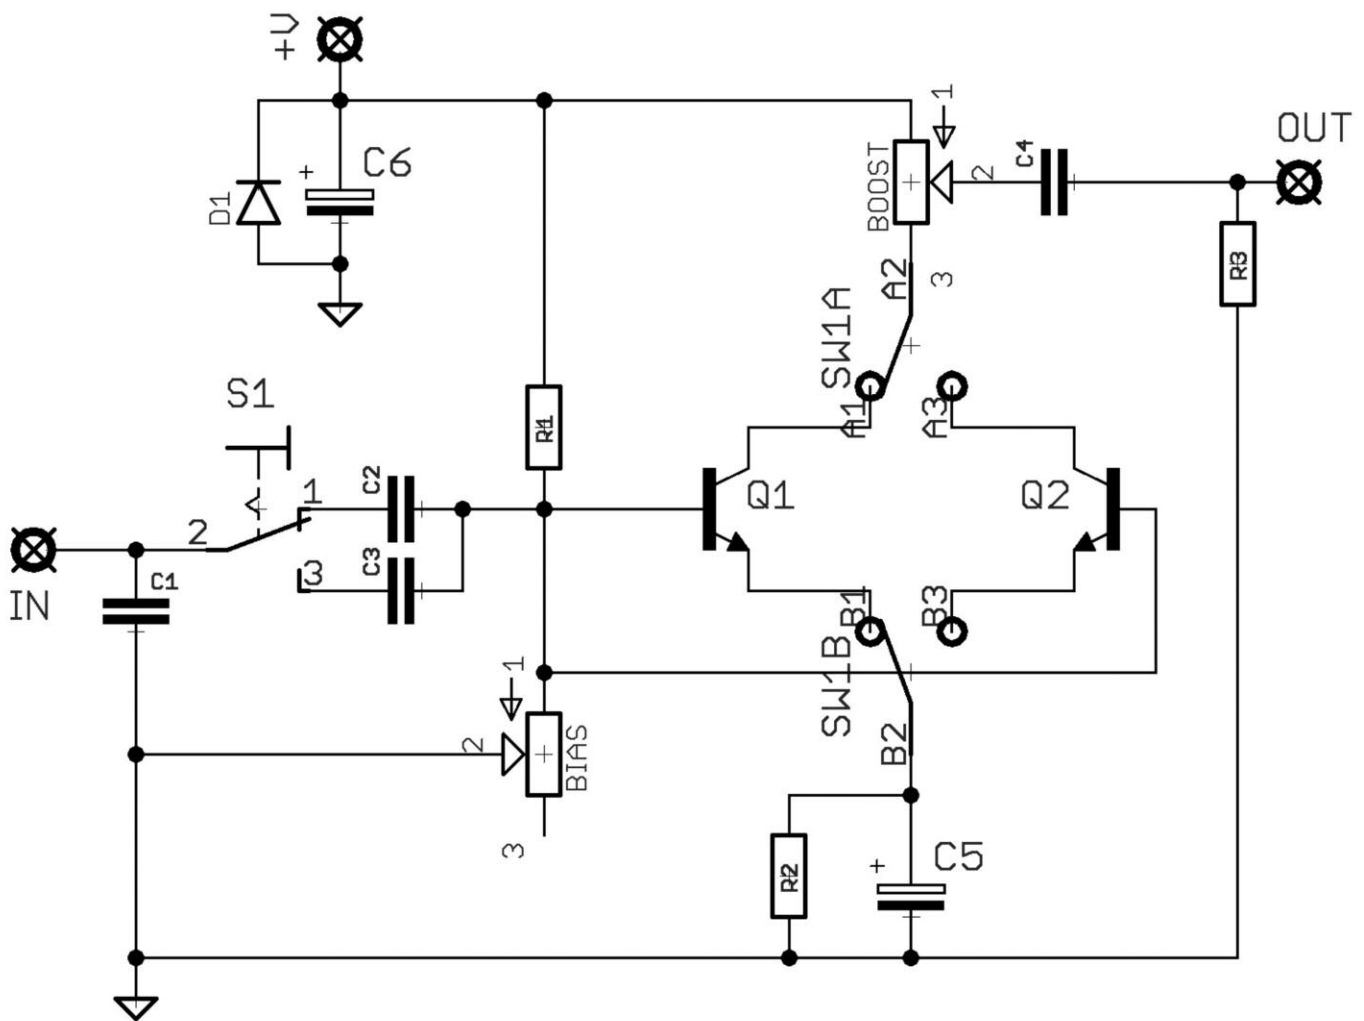 +V
1
OUT
C6
C4
D1
BOOST
2
R3
A2
3
SW1A
S1
A1
A3
R1
C2
1
Q1
Q2
2
C3
3
C1
IN
B1
B3
SW1B
1
2
BIAS
B2
3
R2
+
C5
+